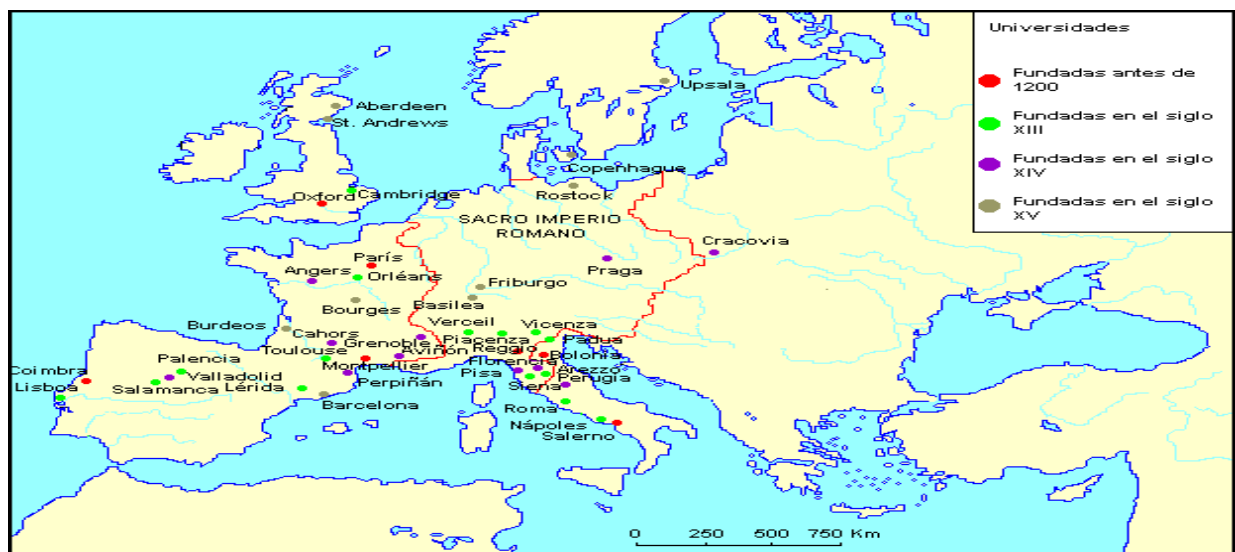 Universidades
Fundadas antes de
1200
Fundadas en el siglo
XIII
Fundadas en el siglo
XIV
Fundadas en el siglo
XV
Upsala
Aberdeen
St. Andrews
Copenhague
Rostock
Oxford
Cambridge
SACRO IMPERIO
ROMANO
Cracovia
Praga
París
Angers
Orléans
Friburgo
Basilea
Bourges
Burdeos
Cahors
Verceil
Vicenza
Grenoble
Piacenza
Padua
Toulouse
Aviñón
Reggio
Bolonia
Palencia
Florencia
Coimbra
Valladolid
Montpellier
Pisa
Arezzo
Lisboa
Salamanca
Lérida
Perpiñán
Siena
Perugia
Barcelona
Roma
Nápoles
Salerno
0 250 500 750 Km